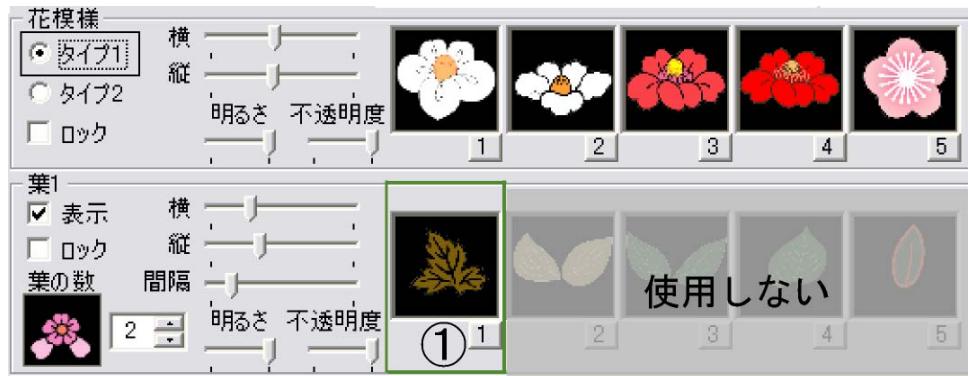 花模様
タイプ1
タイプ2
ロック
横
縦
明るさ 不透明度
1 2 3 4 5
葉1
表示
ロック
葉の数
2
横
縦
間隔
明るさ 不透明度
使用しない
① 1 2 3 4 5